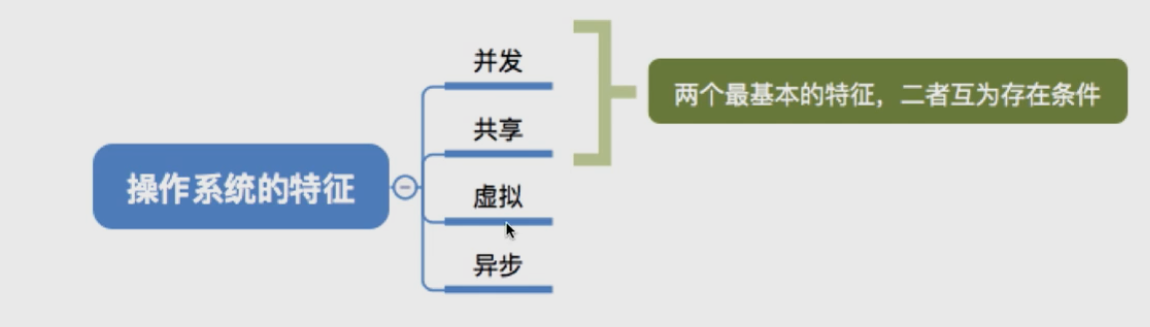 并发
两个最基本的特征，二者互为存在条件
共享
操作系统的特征
虚拟
异步